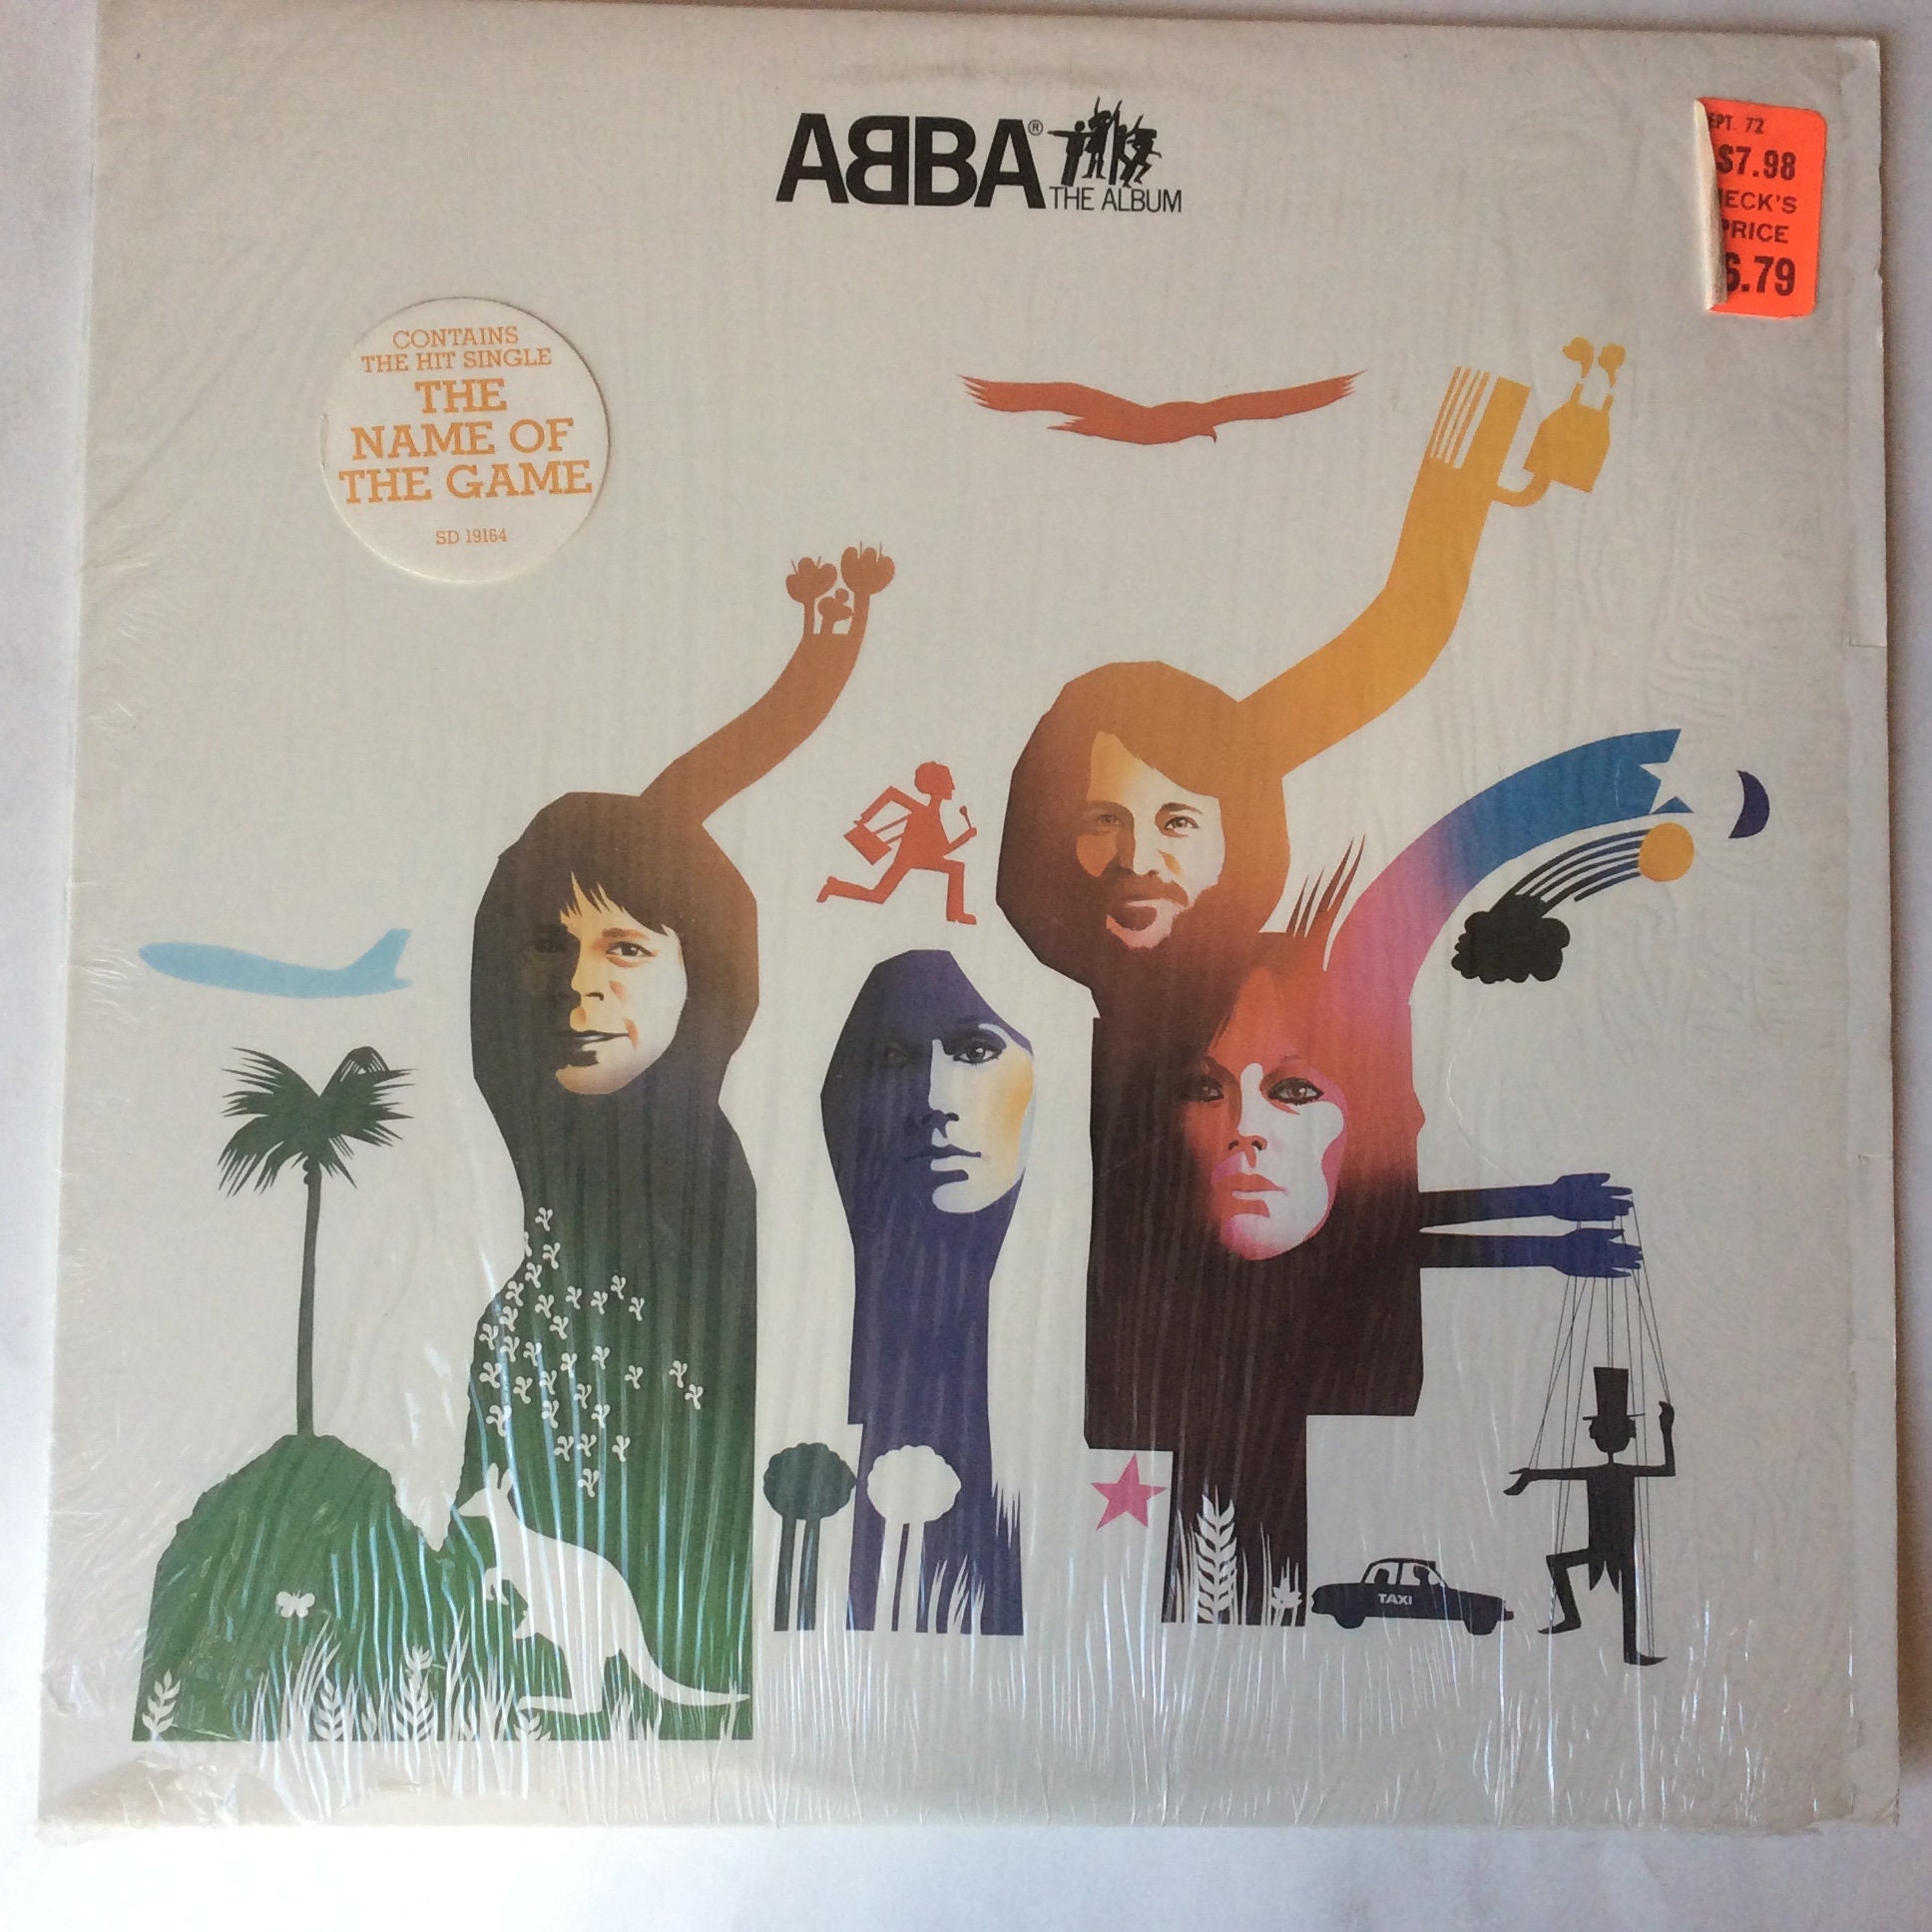 ABBA®
THE ALBUM
EPT. 72
$7.98
ECK'S
PRICE
6.79
CONTAINS
THE HIT SINGLE
THE
NAME OF
THE GAME
SD 19164
TAXI